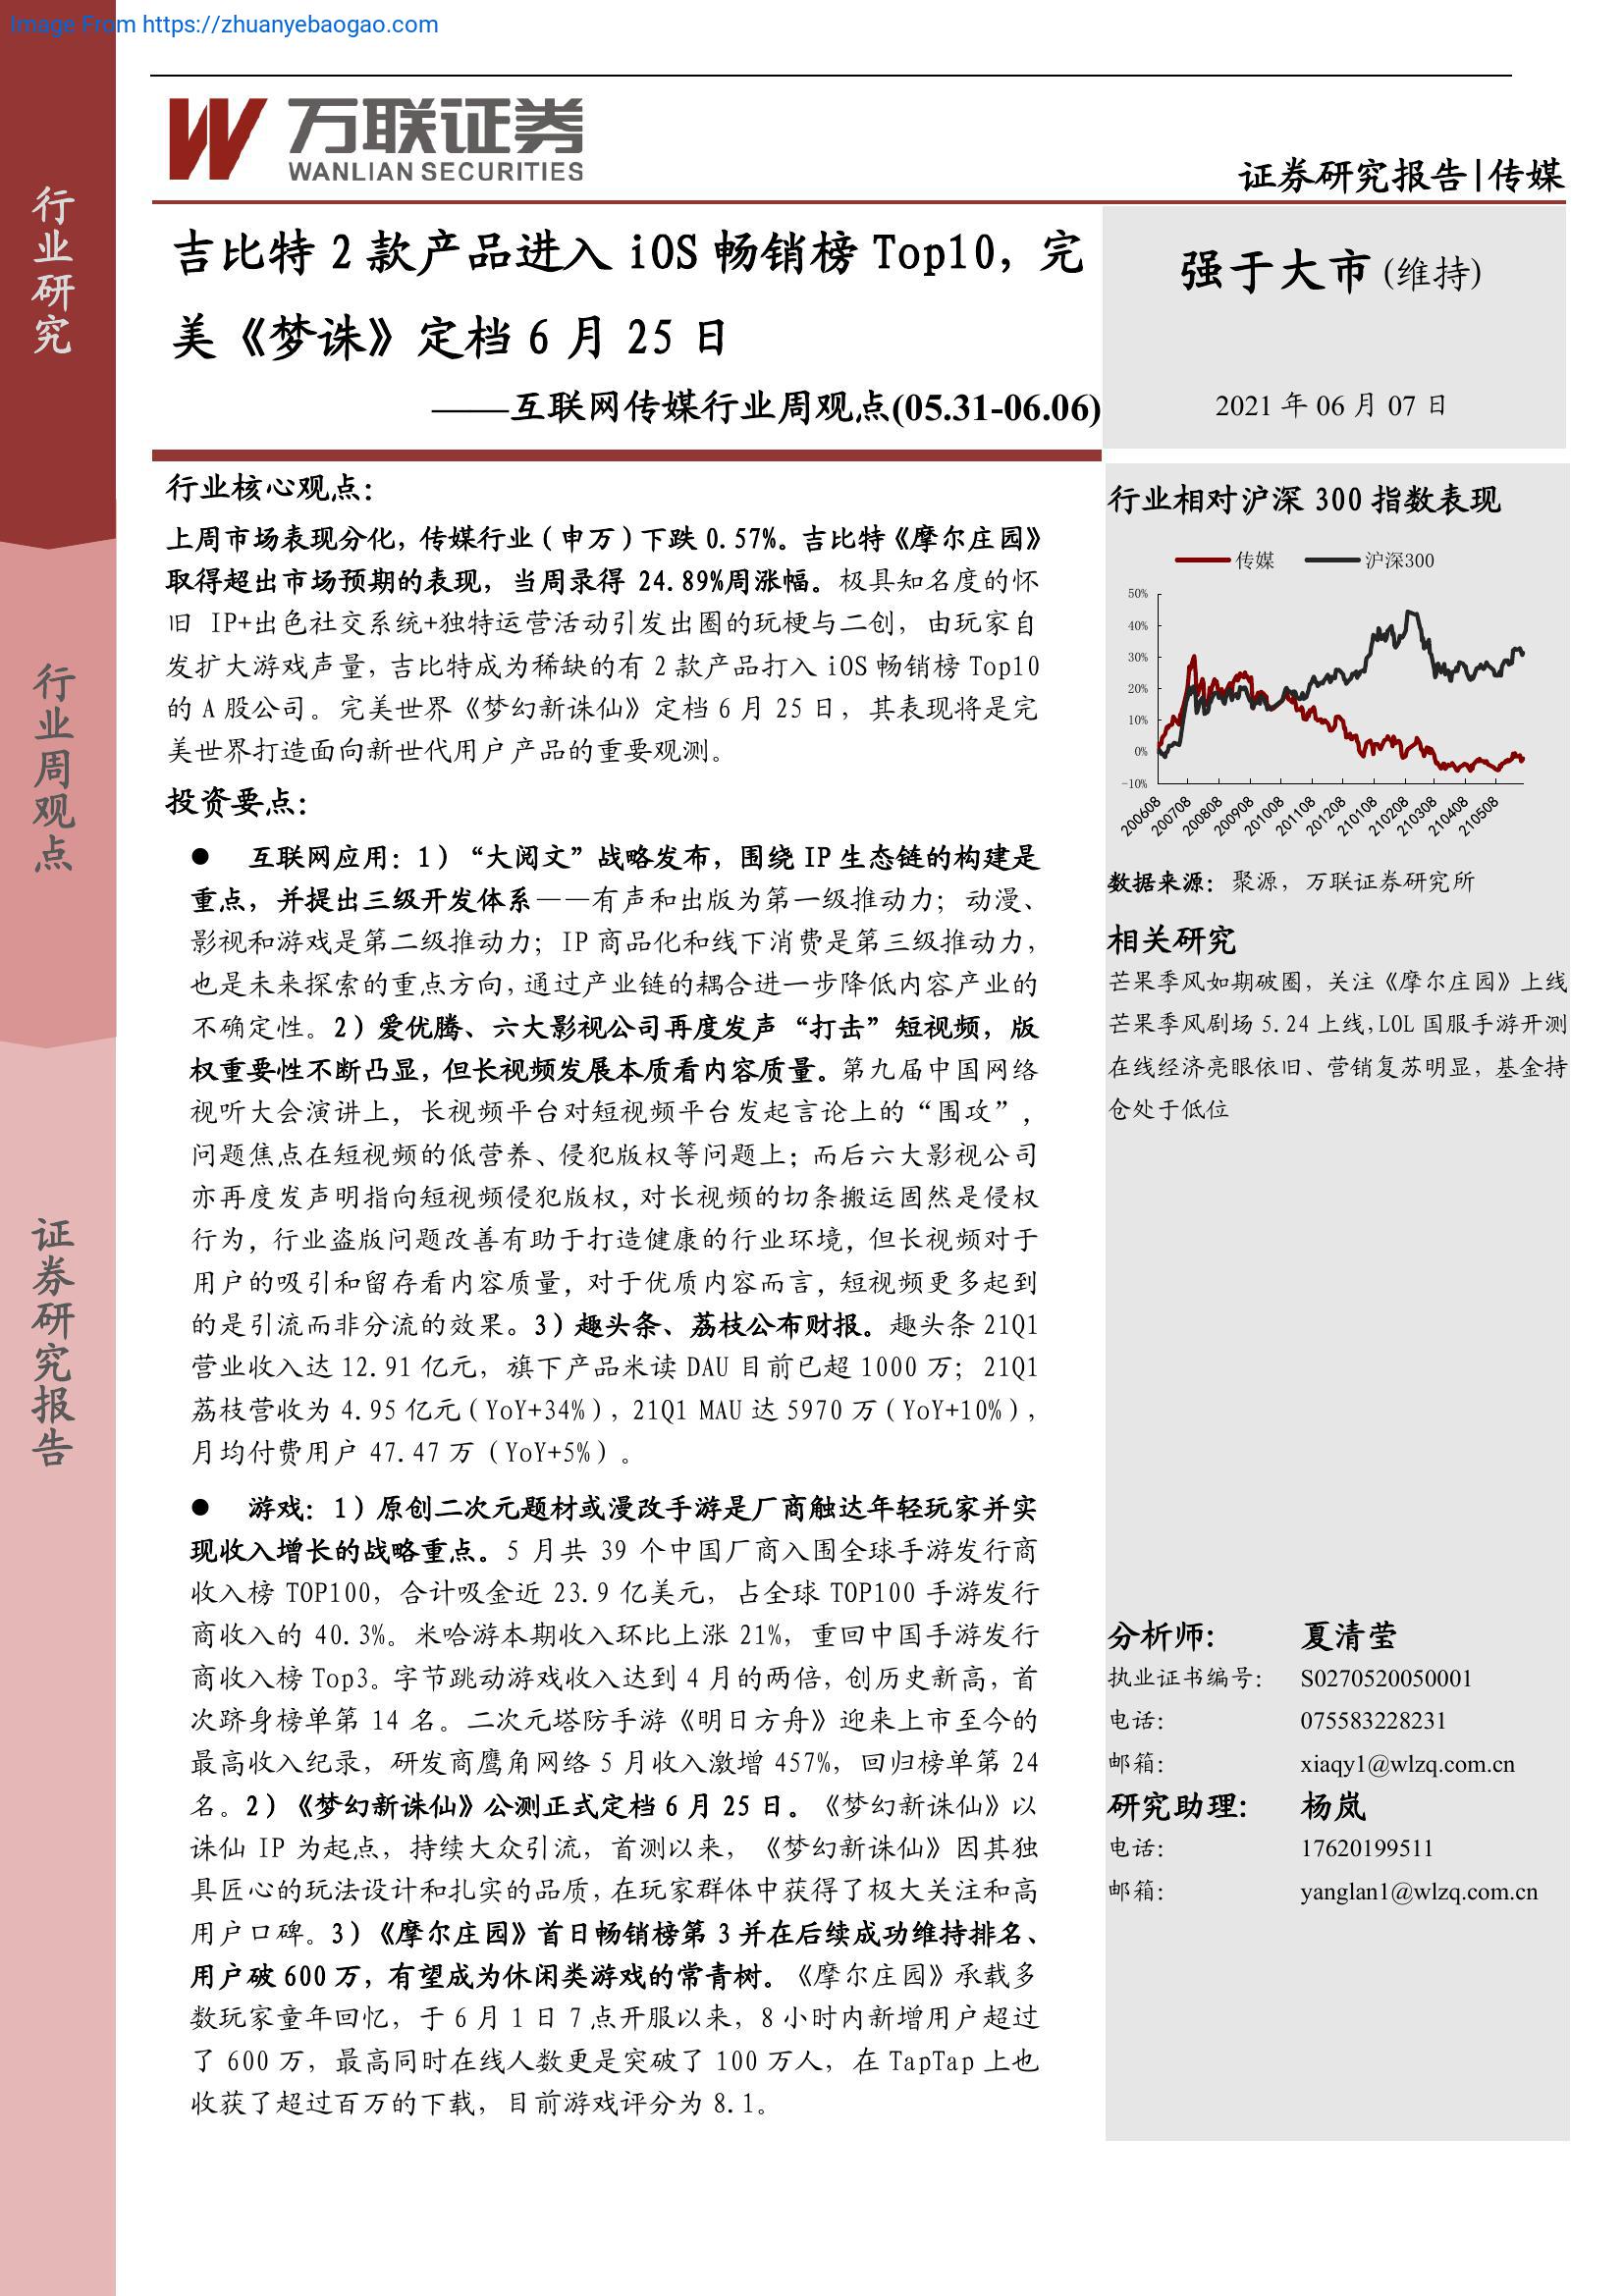 Image From https://zhuanyebaogao.com
万联证券
WANLIAN SECURITIES
证券研究报告|传媒
行业研究
行业周观点
证券研究报告
吉比特 2 款产品进入 iOS 畅销榜 Top10，完
美《梦诛》定档 6 月 25 日
——互联网传媒行业周观点(05.31-06.06)
强于大市(维持)
2021 年 06 月 07 日
行业核心观点：
上周市场表现分化，传媒行业（申万）下跌 0.57%。吉比特《摩尔庄园》
取得超出市场预期的表现，当周录得 24.89%周涨幅。极具知名度的怀
旧 IP+出色社交系统+独特运营活动引发出圈的玩梗与二创，由玩家自
发扩大游戏声量，吉比特成为稀缺的有 2 款产品打入 iOS 畅销榜 Top10
的 A 股公司。完美世界《梦幻新诛仙》定档 6 月 25 日，其表现将是完
美世界打造面向新世代用户产品的重要观测。
投资要点：
● 互联网应用：1）“大阅文”战略发布，围绕 IP 生态链的构建是
重点，并提出三级开发体系——有声和出版为第一级推动力；动漫、
影视和游戏是第二级推动力；IP 商品化和线下消费是第三级推动力，
也是未来探索的重点方向，通过产业链的耦合进一步降低内容产业的
不确定性。2）爱优腾、六大影视公司再度发声“打击”短视频，版
权重要性不断凸显，但长视频发展本质看内容质量。第九届中国网络
视听大会演讲上，长视频平台对短视频平台发起言论上的“围攻”，
问题焦点在短视频的低营养、侵犯版权等问题上；而后六大影视公司
亦再度发声明指向短视频侵犯版权，对长视频的切条搬运固然是侵权
行为，行业盗版问题改善有助于打造健康的行业环境，但长视频对于
用户的吸引和留存看内容质量，对于优质内容而言，短视频更多起到
的是引流而非分流的效果。3）趣头条、荔枝公布财报。趣头条 21Q1
营业收入达 12.91 亿元，旗下产品米读 DAU 目前已超 1000 万；21Q1
荔枝营收为 4.95 亿元（YoY+34%），21Q1 MAU 达 5970 万（YoY+10%），
月均付费用户 47.47 万（YoY+5%）。
● 游戏：1）原创二次元题材或漫改手游是厂商触达年轻玩家并实
现收入增长的战略重点。5 月共 39 个中国厂商入围全球手游发行商
收入榜 TOP100，合计吸金近 23.9 亿美元，占全球 TOP100 手游发行
商收入的 40.3%。米哈游本期收入环比上涨 21%，重回中国手游发行
商收入榜 Top3。字节跳动游戏收入达到 4 月的两倍，创历史新高，首
次跻身榜单第 14 名。二次元塔防手游《明日方舟》迎来上市至今的
最高收入纪录，研发商鹰角网络 5 月收入激增 457%，回归榜单第 24
名。2）《梦幻新诛仙》公测正式定档 6 月 25 日。《梦幻新诛仙》以
诛仙 IP 为起点，持续大众引流，首测以来，《梦幻新诛仙》因其独
具匠心的玩法设计和扎实的品质，在玩家群体中获得了极大关注和高
用户口碑。3）《摩尔庄园》首日畅销榜第 3 并在后续成功维持排名、
用户破 600 万，有望成为休闲类游戏的常青树。《摩尔庄园》承载多
数玩家童年回忆，于 6 月 1 日 7 点开服以来，8 小时内新增用户超过
了 600 万，最高同时在线人数更是突破了 100 万人，在 TapTap 上也
收获了超过百万的下载，目前游戏评分为 8.1。
行业相对沪深 300 指数表现
传媒 沪深300
50%
40%
30%
20%
10%
0%
-10%
200608 200708 200808 200908 201008 201108 201208 210108 210208 210308 210408 210508
数据来源：聚源，万联证券研究所
相关研究
芒果季风如期破圈，关注《摩尔庄园》上线
芒果季风剧场 5.24 上线，LOL 国服手游开测
在线经济亮眼依旧、营销复苏明显，基金持
仓处于低位
分析师： 夏清莹
执业证书编号： S0270520050001
电话： 075583228231
邮箱： xiaqy1@wlzq.com.cn
研究助理： 杨岚
电话： 17620199511
邮箱： yanglan1@wlzq.com.cn